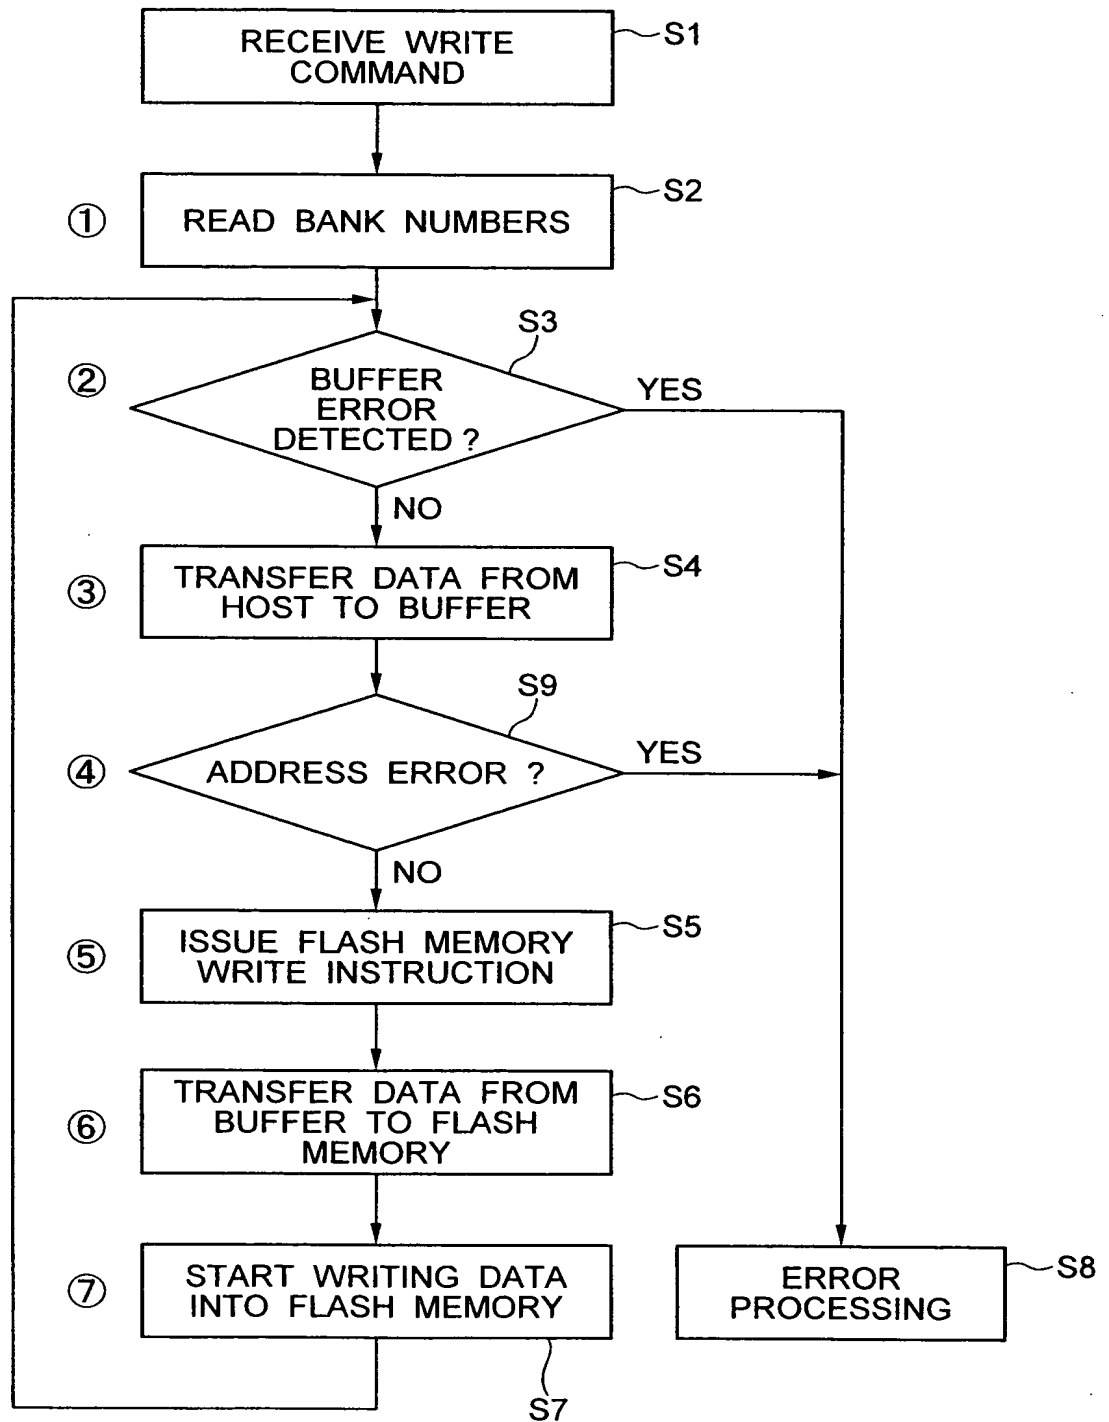 RECEIVE WRITE
COMMAND
S1
① READ BANK NUMBERS
S2
② BUFFER
ERROR
DETECTED ?
S3
YES
NO
③ TRANSFER DATA FROM
HOST TO BUFFER
S4
④ ADDRESS ERROR ?
S9
YES
NO
⑤ ISSUE FLASH MEMORY
WRITE INSTRUCTION
S5
⑥ TRANSFER DATA FROM
BUFFER TO FLASH
MEMORY
S6
⑦ START WRITING DATA
INTO FLASH MEMORY
S7
ERROR
PROCESSING
S8